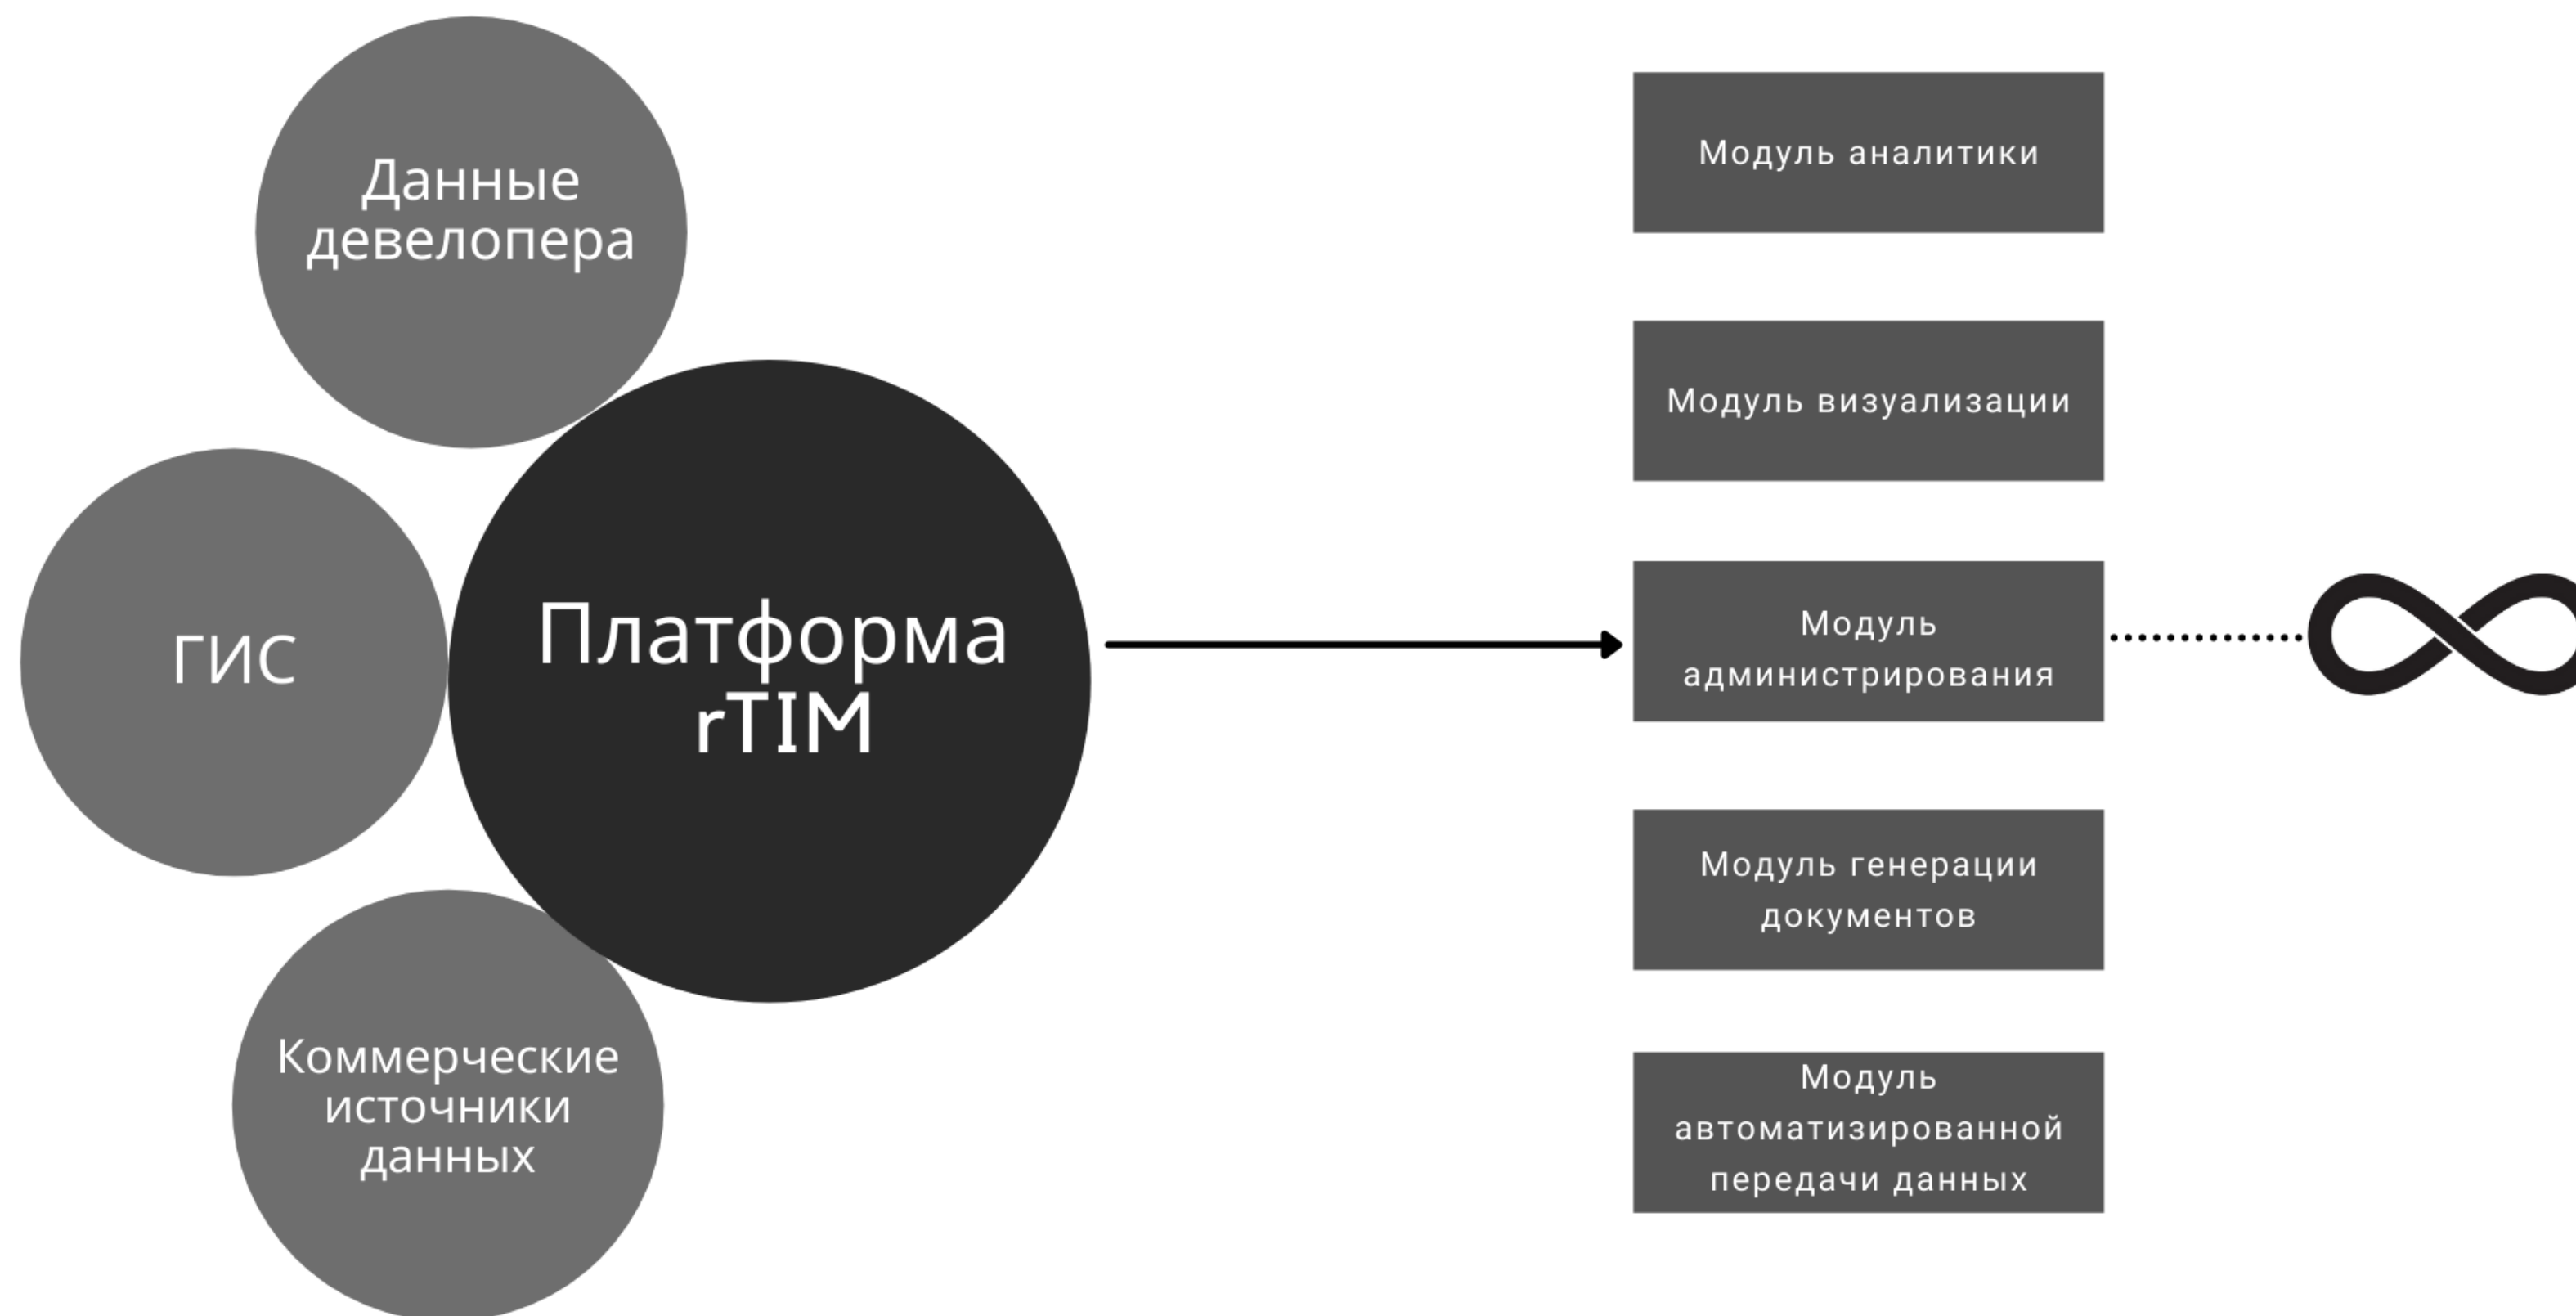 Данные
девелопера
ГИС
Платформа
rTIM
Коммерческие
источники
данных
Модуль аналитики
Модуль визуализации
Модуль
администрирования
Модуль генерации
документов
Модуль
автоматизированной
передачи данных